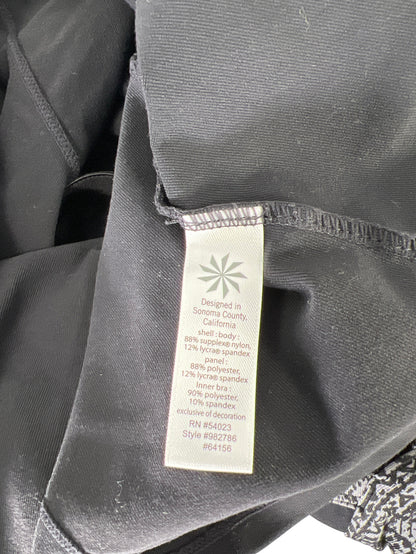 Designed in
Sonoma County,
California
shell : body :
88% supplex® nylon,
12% lycra® spandex
panel :
88% polyester,
12% lycra® spandex
Inner bra :
90% polyester,
10% spandex
exclusive of decoration
RN #54023
Style #982786
#64156